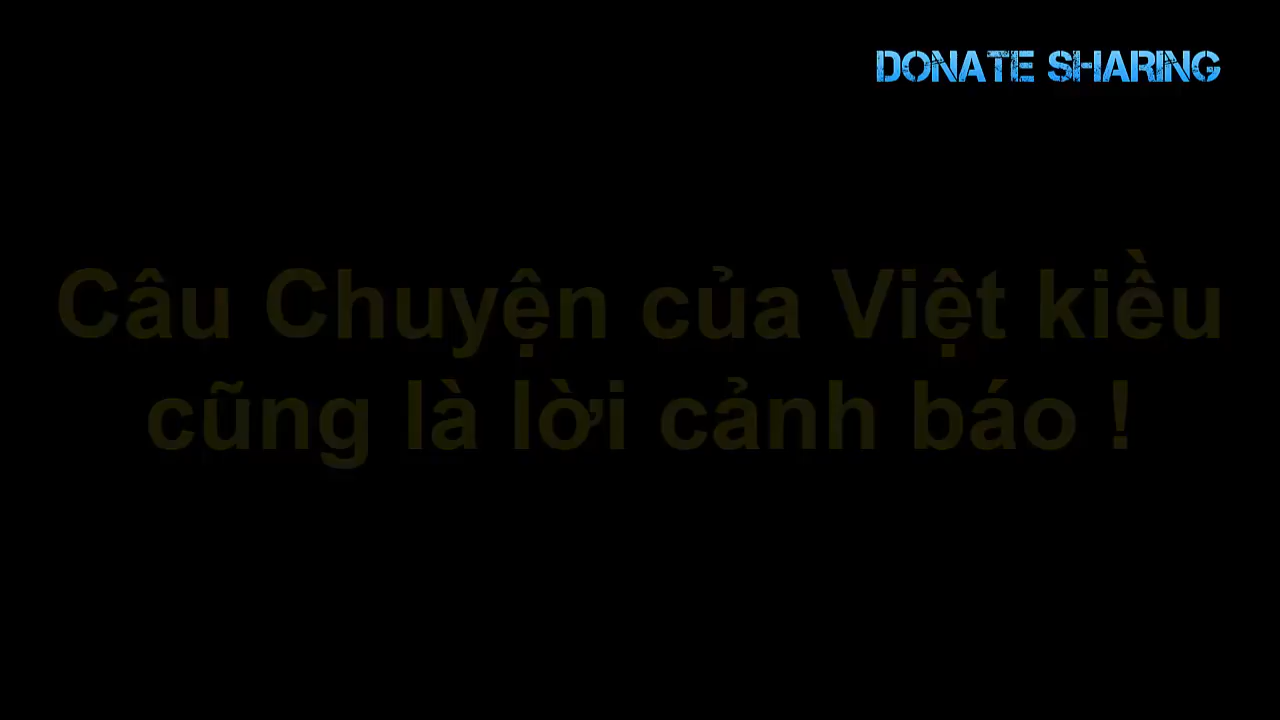 DONATE SHARING
Câu Chuyện của Việt kiều
cũng là lời cảnh báo !